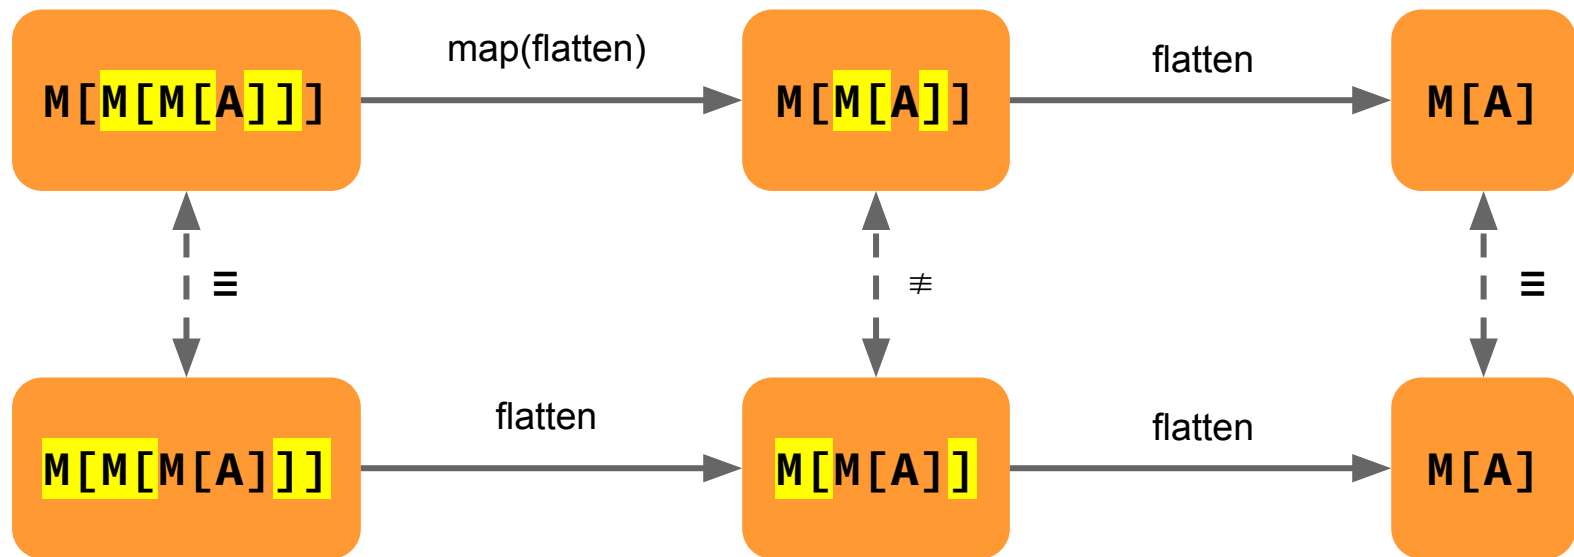 map(flatten)
flatten
M[M[M[A]]]
M[M[A]]
M[A]
≡
≢
≡
flatten
flatten
M[M[M[A]]]
M[M[A]]
M[A]